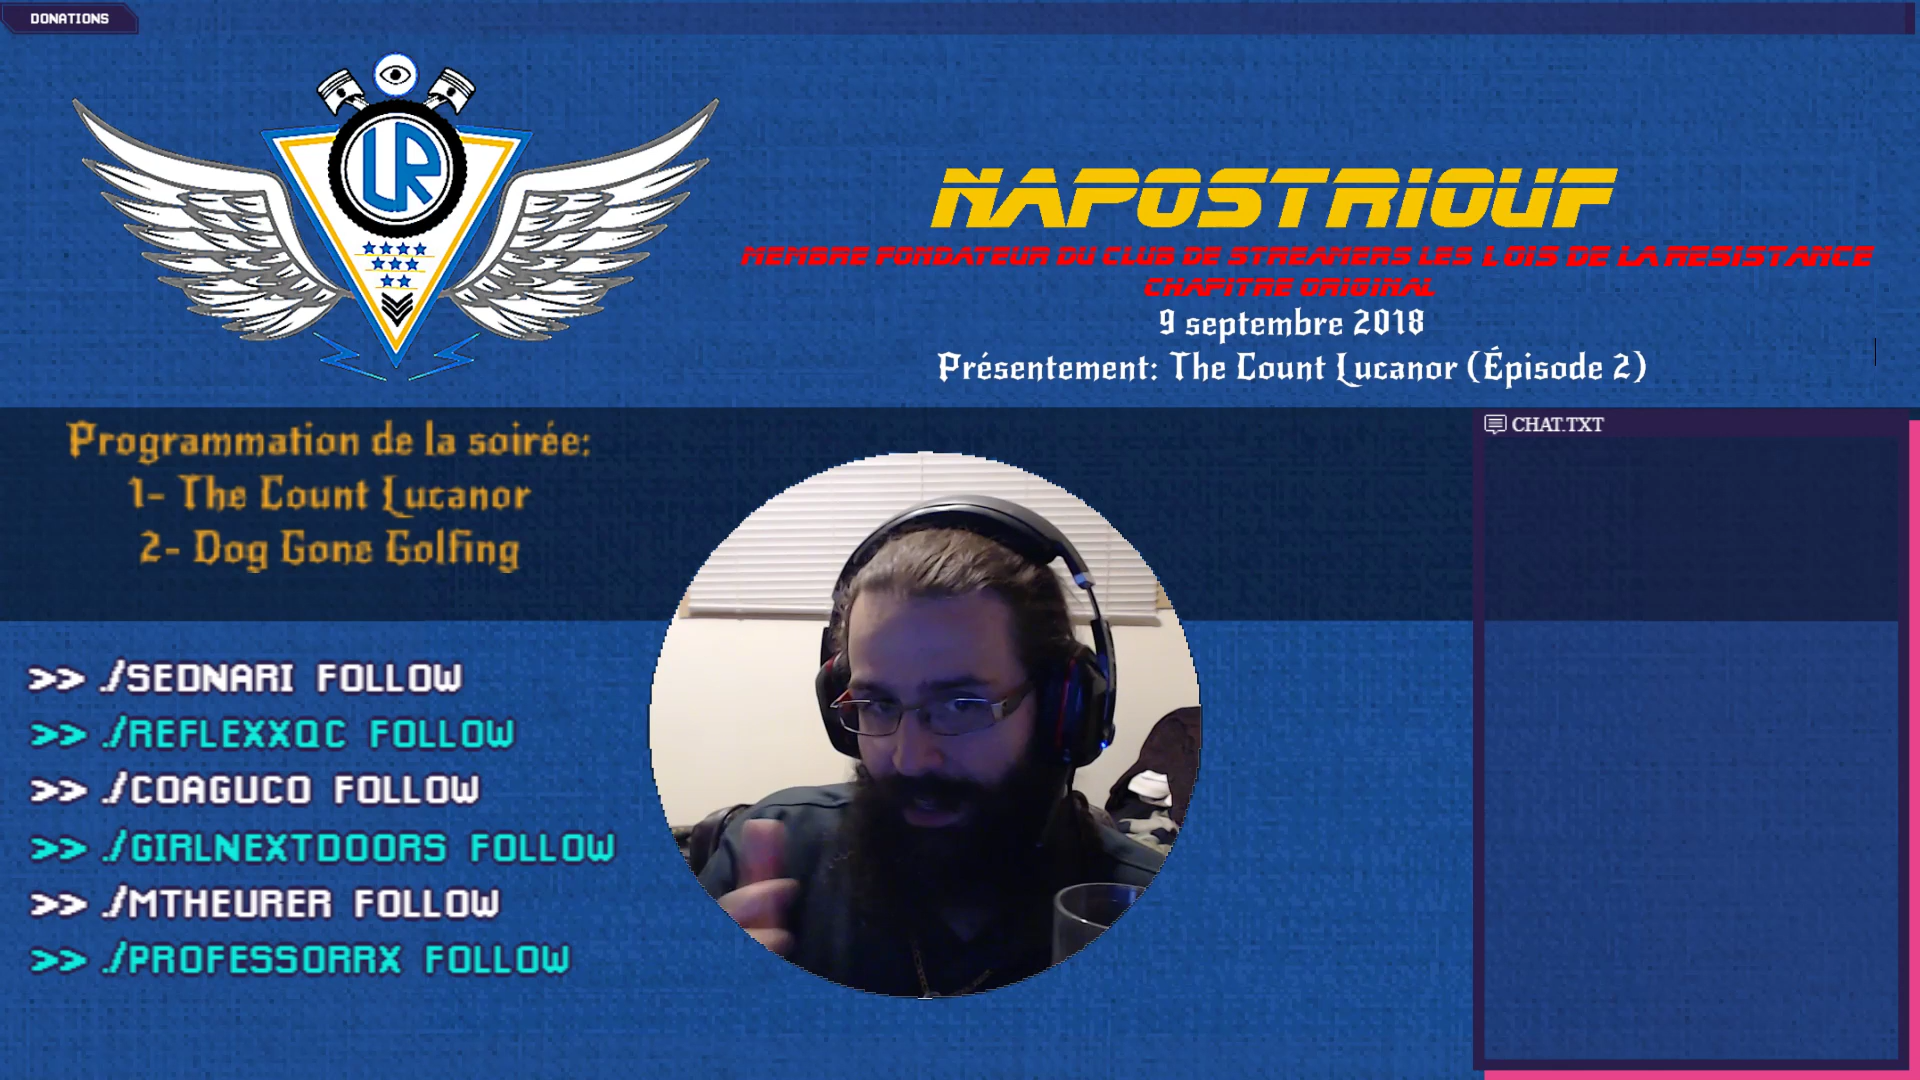 DONATIONS
LR
NAPOSTRIOUF
MEMBRE FONDATEUR DU CLUB DE STREAMERS LES LOIS DE LA RESISTANCE
CHAPITRE ORIGINAL
9 septembre 2018
Présentement: The Count Lucanor (Épisode 2)
Programmation de la soirée:
1- The Count Lucanor
2- Dog Gone Golfing
CHAT.TXT
>> ./SEDNARI FOLLOW
>> ./REFLEXXQC FOLLOW
>> ./COAGUCO FOLLOW
>> ./GIRLNEXTDOORS FOLLOW
>> ./MTHEURER FOLLOW
>> ./PROFESSORRX FOLLOW